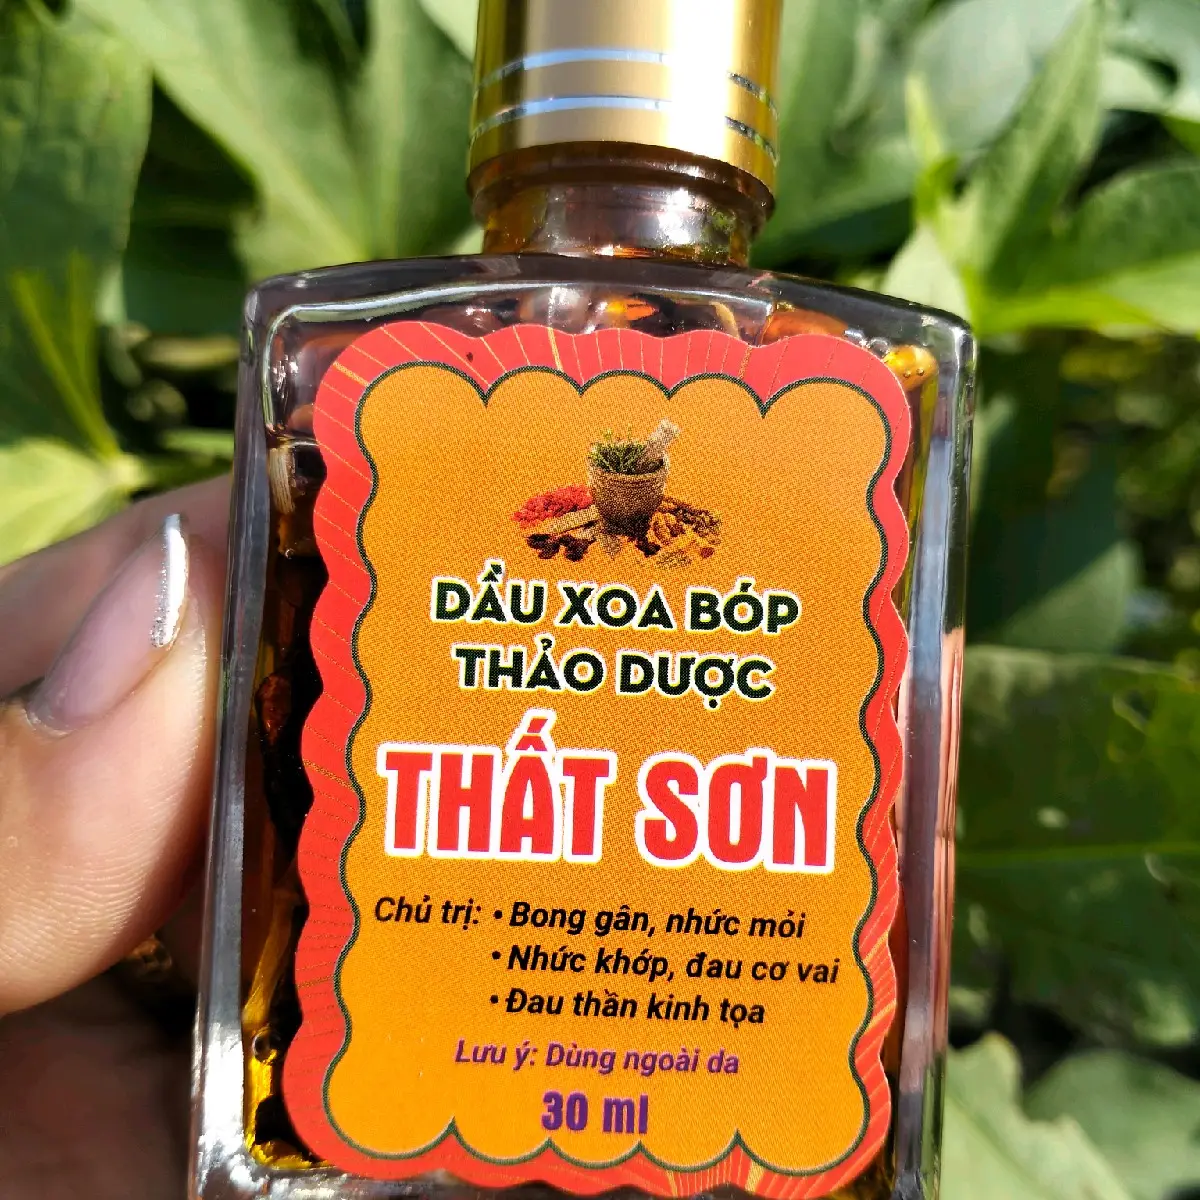 DẦU XOA BÓP
THẢO DƯỢC
THẤT SƠN
Chủ trị: • Bong gân, nhức mỏi
• Nhức khớp, đau cơ vai
• Đau thần kinh tọa
Lưu ý: Dùng ngoài da
30 ml